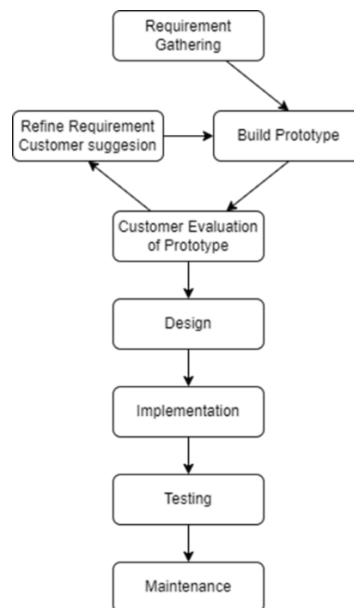 Requirement
Gathering
Refine Requirement
Customer suggesion
Build Prototype
Customer Evaluation
of Prototype
Design
Implementation
Testing
Maintenance